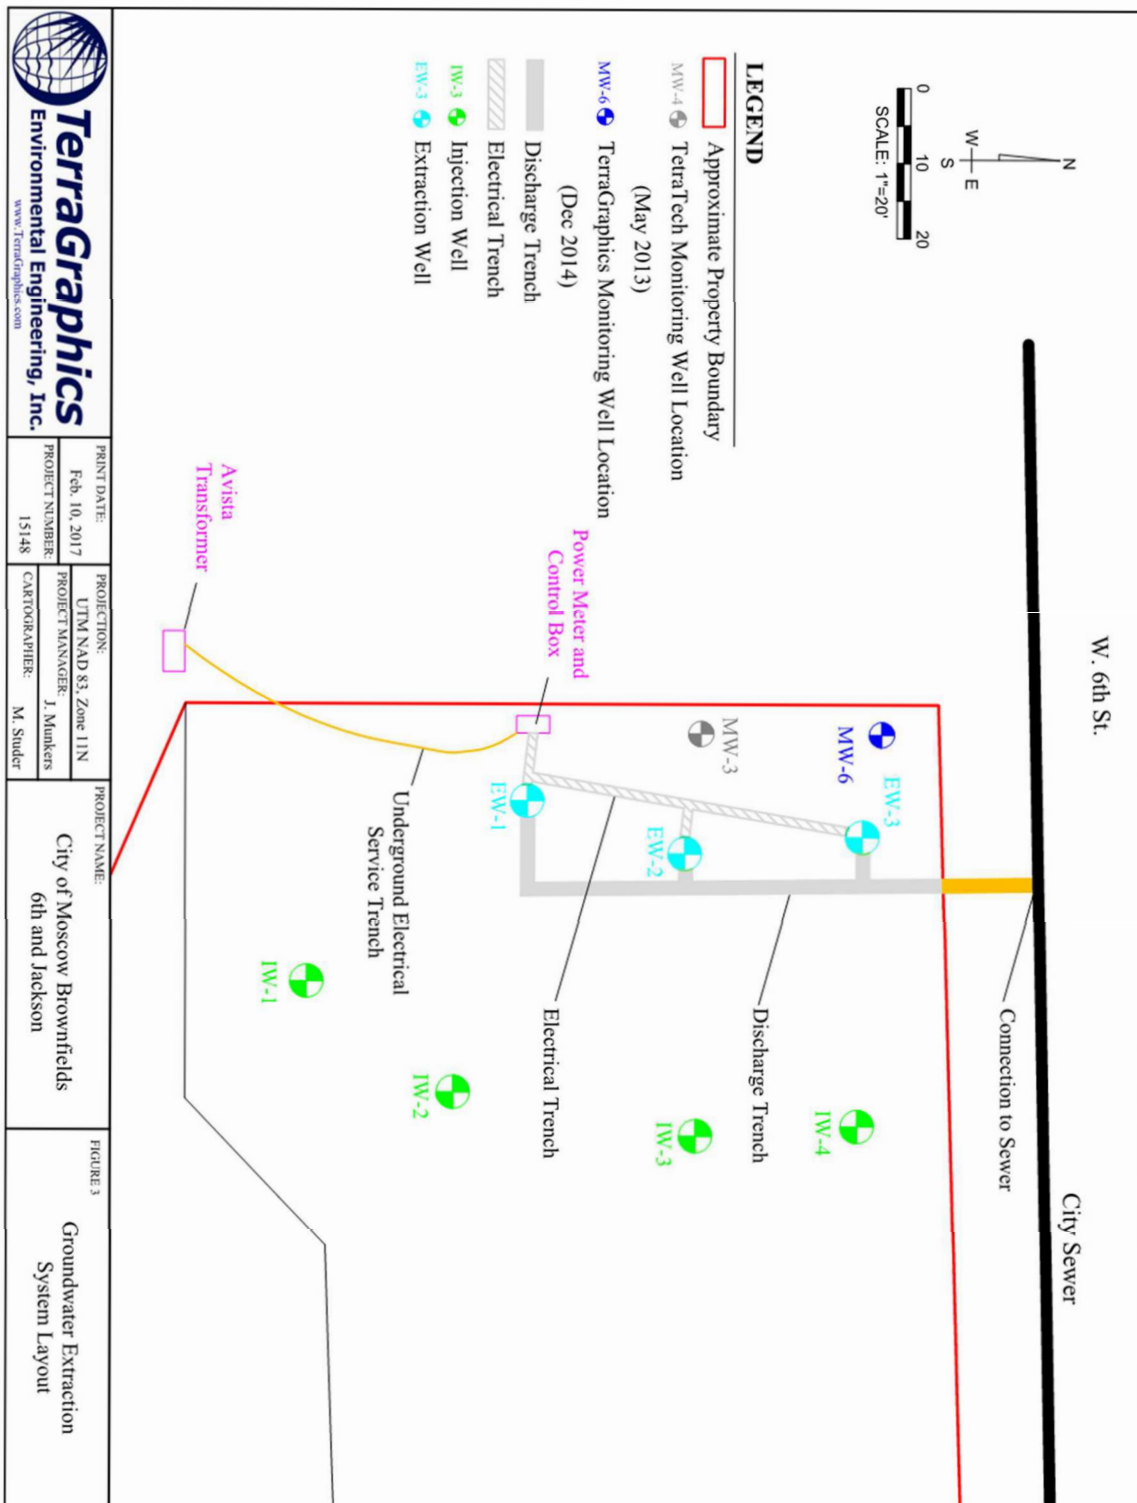 W. 6th St.
City Sewer
N
W
E
S
0
10
20
SCALE: 1"=20'
LEGEND
Approximate Property Boundary
MW-4
TetraTech Monitoring Well Location
(May 2013)
MW-6
TerraGraphics Monitoring Well Location
(Dec 2014)
Discharge Trench
Electrical Trench
IW-3
Injection Well
EW-3
Extraction Well
Connection to Sewer
MW-6
EW-3
IW-4
Discharge Trench
MW-3
EW-2
IW-3
Power Meter and
Control Box
EW-1
Electrical Trench
IW-2
Underground Electrical
Service Trench
IW-1
Avista
Transformer
TerraGraphics
Environmental Engineering, Inc.
www.TerraGraphics.com
PRINT DATE:
Feb. 10, 2017
PROJECT NUMBER:
15148
PROJECTION:
UTM NAD 83, Zone 11N
PROJECT MANAGER:
J. Munkers
CARTOGRAPHER:
M. Studer
PROJECT NAME:
City of Moscow Brownfields
6th and Jackson
FIGURE 3
Groundwater Extraction
System Layout